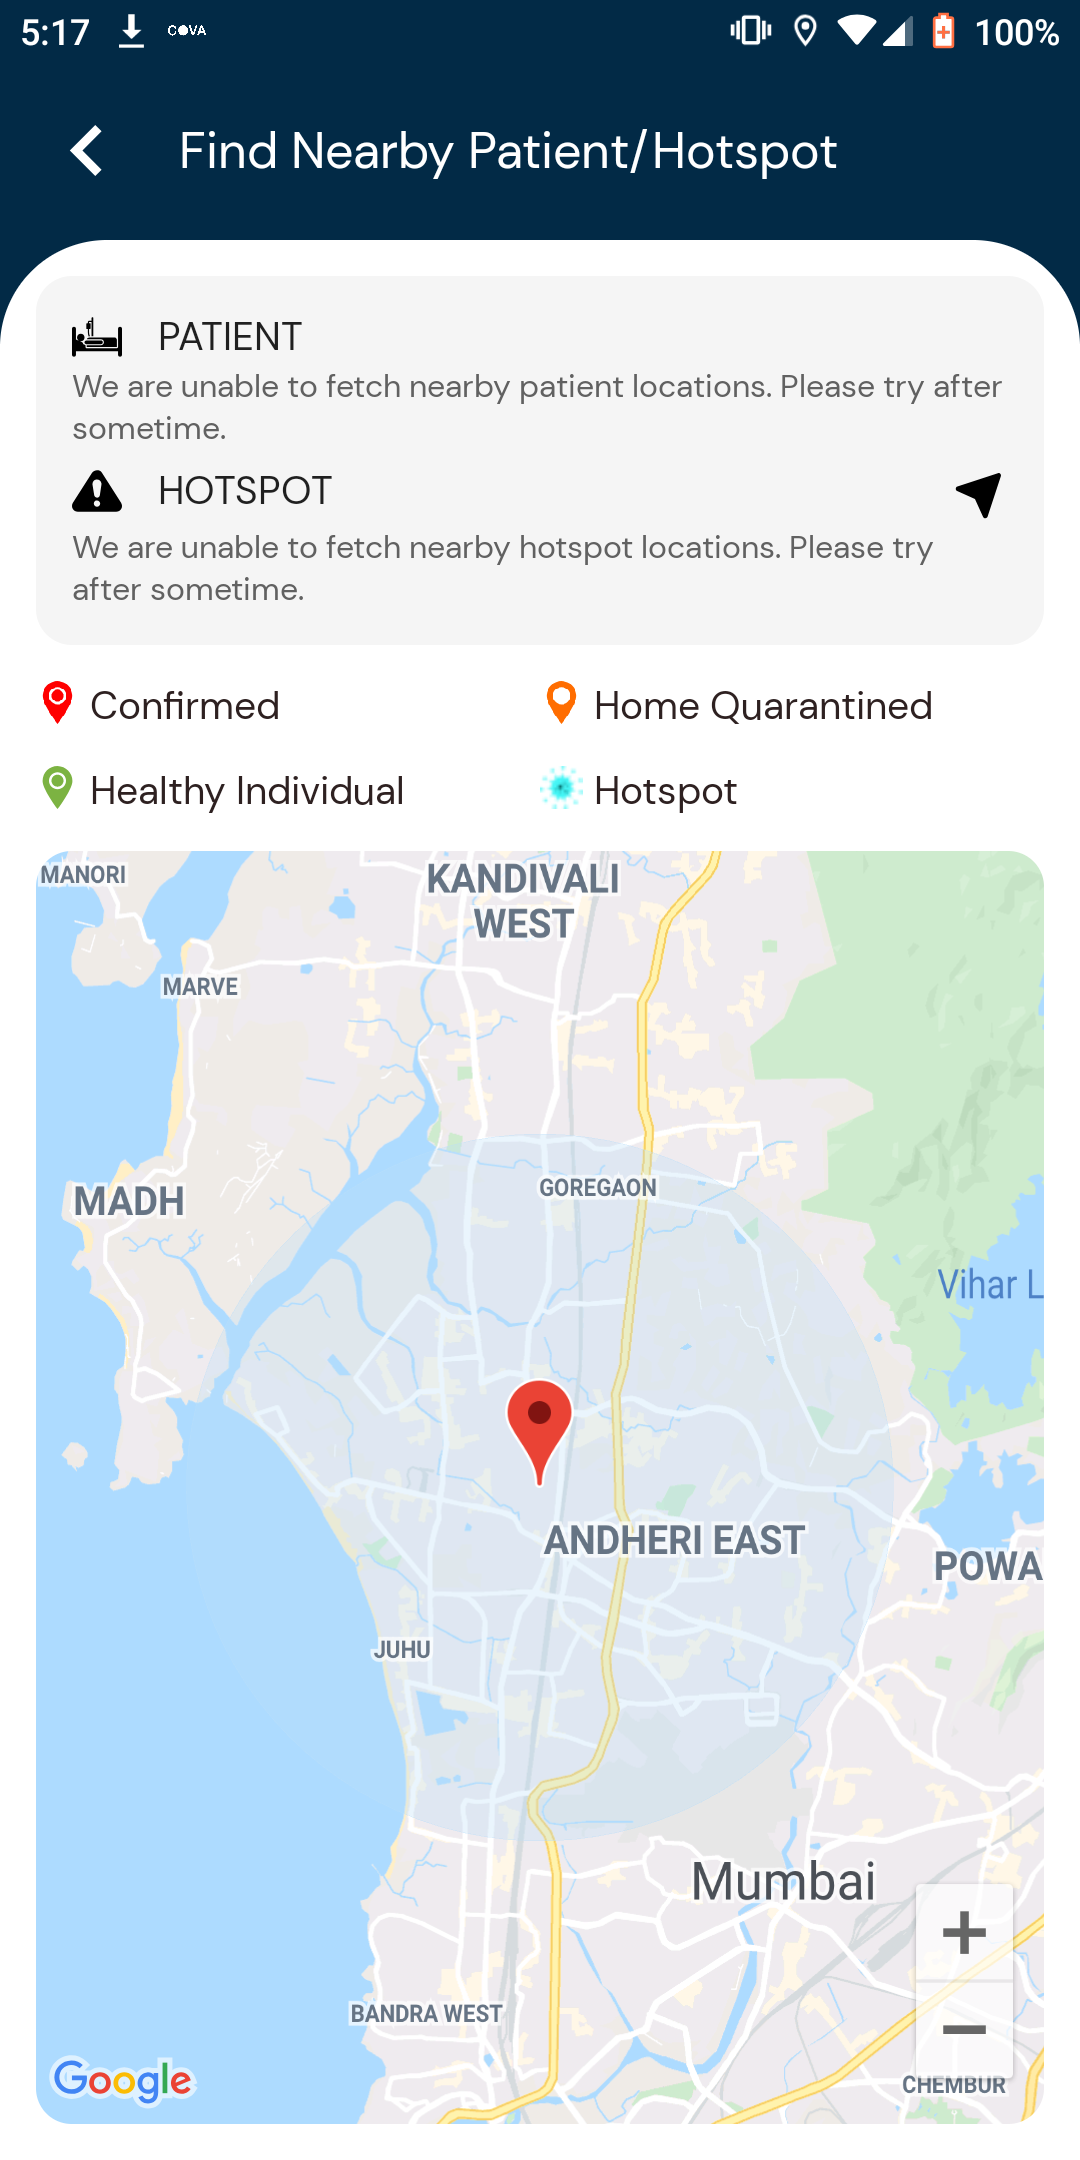 5:17 COVA 100%
Find Nearby Patient/Hotspot
PATIENT
We are unable to fetch nearby patient locations. Please try after
sometime.
HOTSPOT
We are unable to fetch nearby hotspot locations. Please try
after sometime.
Confirmed Home Quarantined
Healthy Individual Hotspot
MANORI
KANDIVALI
WEST
MARVE
MADH
GOREGAON
Vihar L
ANDHERI EAST
POWA
JUHU
Mumbai
BANDRA WEST
Google
CHEMBUR